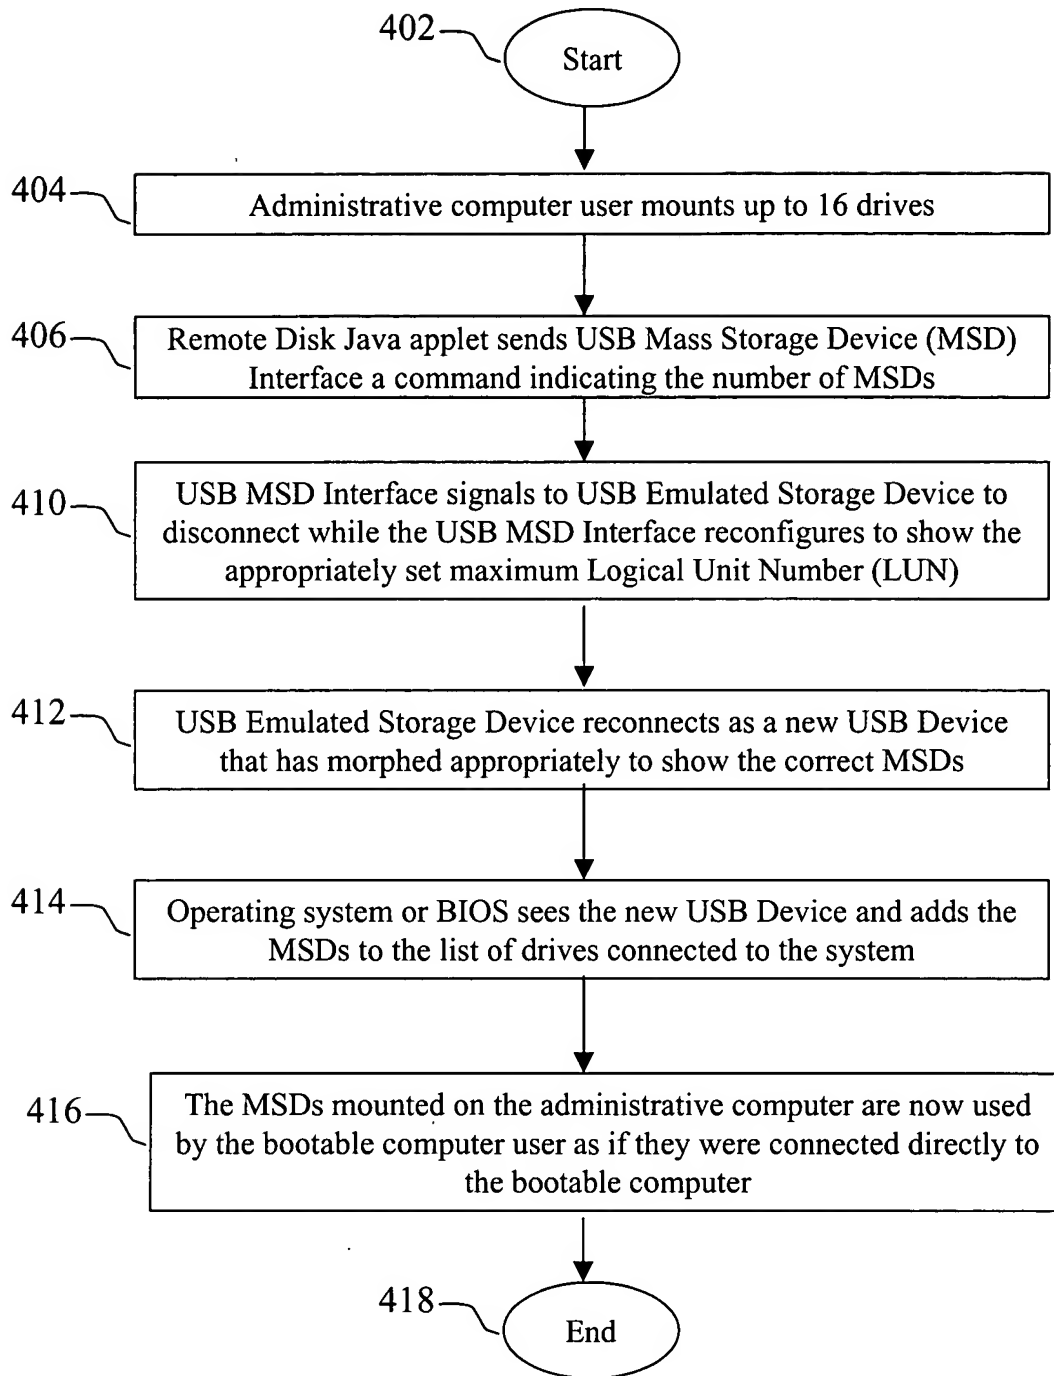 402
Start
404
Administrative computer user mounts up to 16 drives
406
Remote Disk Java applet sends USB Mass Storage Device (MSD)
Interface a command indicating the number of MSDs
410
USB MSD Interface signals to USB Emulated Storage Device to
disconnect while the USB MSD Interface reconfigures to show the
appropriately set maximum Logical Unit Number (LUN)
412
USB Emulated Storage Device reconnects as a new USB Device
that has morphed appropriately to show the correct MSDs
414
Operating system or BIOS sees the new USB Device and adds the
MSDs to the list of drives connected to the system
416
The MSDs mounted on the administrative computer are now used
by the bootable computer user as if they were connected directly to
the bootable computer
418
End